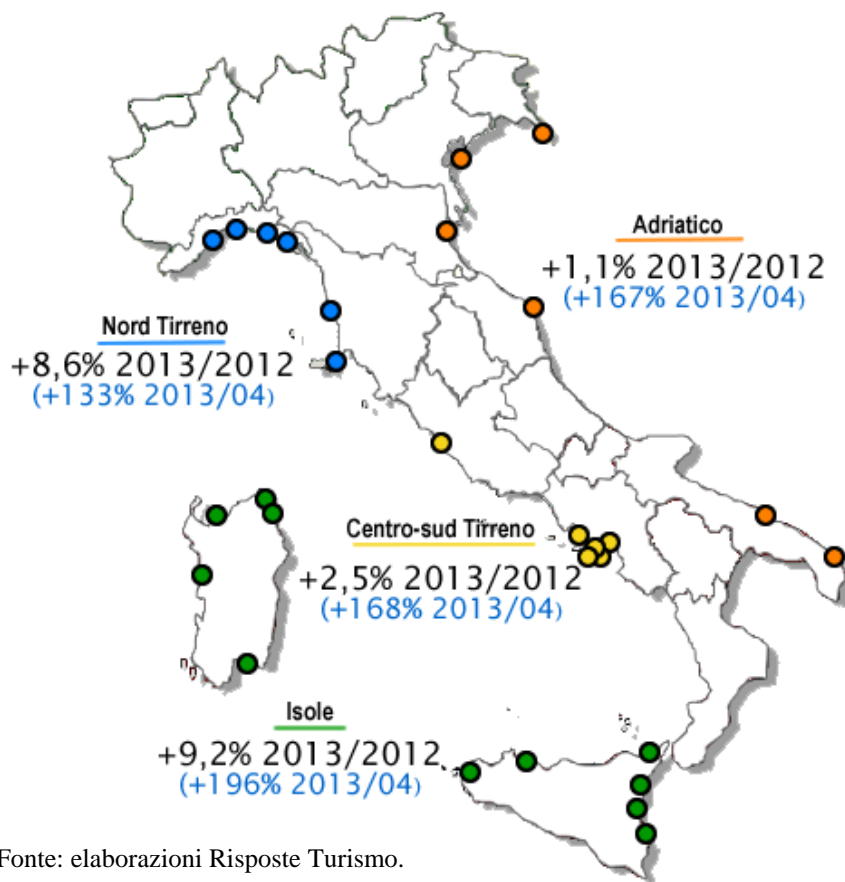 Adriatico
+1,1% 2013/2012
(+167% 2013/04)
Nord Tirreno
+8,6% 2013/2012
(+133% 2013/04)
Centro-sud Tirreno
+2,5% 2013/2012
(+168% 2013/04)
Isole
+9,2% 2013/2012
(+196% 2013/04)
Fonte: elaborazioni Risposte Turismo.